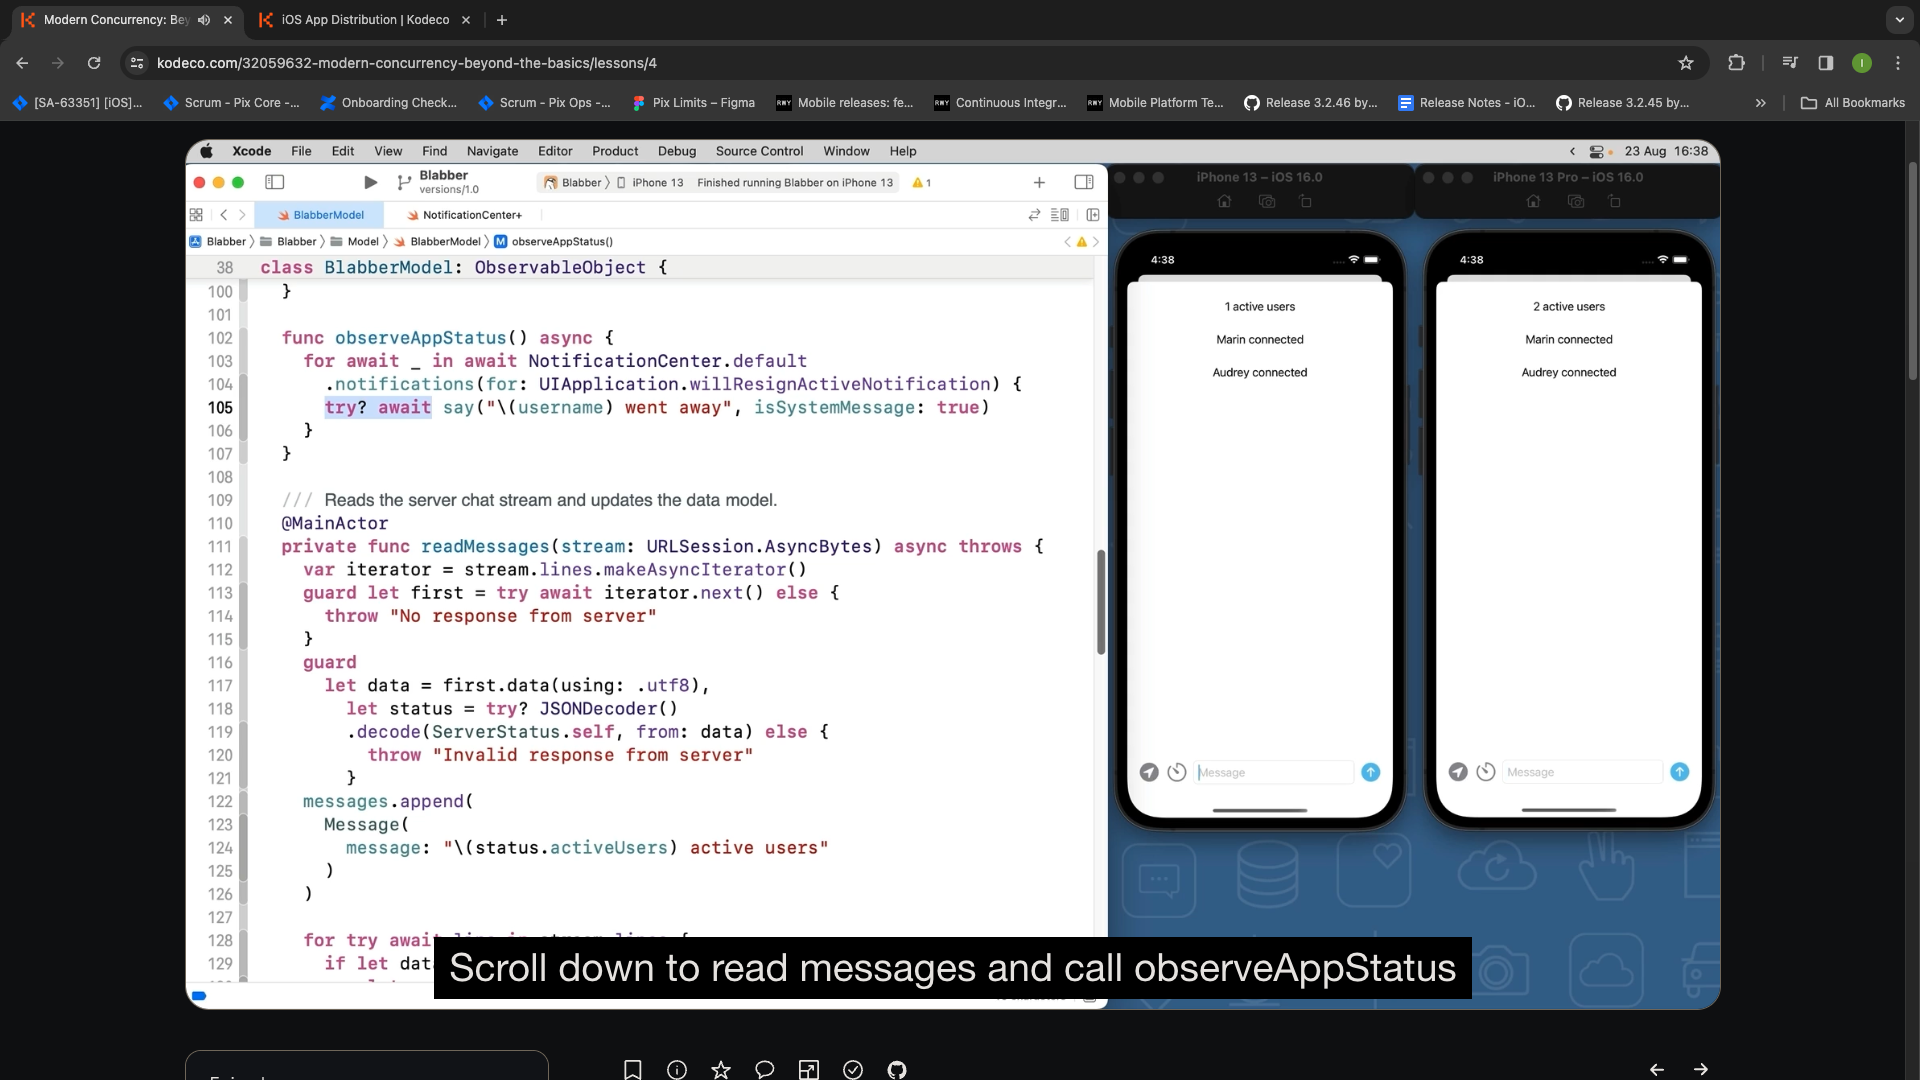 Modern Concurrency: Bey
iOS App Distribution | Kodeco
kodeco.com/32059632-modern-concurrency-beyond-the-basics/lessons/4
[SA-63351] [iOS]...
Scrum - Pix Core -...
Onboarding Check...
Scrum - Pix Ops -...
Pix Limits – Figma
RWY Mobile releases: fe...
RWY Continuous Integr...
RWY Mobile Platform Te...
Release 3.2.46 by...
Release Notes - iO...
Release 3.2.45 by...
All Bookmarks
Xcode File Edit View Find Navigate Editor Product Debug Source Control Window Help
23 Aug 16:38
Blabber
versions/1.0
Blabber iPhone 13 Finished running Blabber on iPhone 13 1
BlabberModel NotificationCenter+
Blabber Blabber Model BlabberModel M observeAppStatus()
38 class BlabberModel: ObservableObject {
100 }
101
102 func observeAppStatus() async {
103 for await _ in await NotificationCenter.default
104 .notifications(for: UIApplication.willResignActiveNotification) {
105 try? await say("\(username) went away", isSystemMessage: true)
106 }
107 }
108
109 /// Reads the server chat stream and updates the data model.
110 @MainActor
111 private func readMessages(stream: URLSession.AsyncBytes) async throws {
112 var iterator = stream.lines.makeAsyncIterator()
113 guard let first = try await iterator.next() else {
114 throw "No response from server"
115 }
116 guard
117 let data = first.data(using: .utf8),
118 let status = try? JSONDecoder()
119 .decode(ServerStatus.self, from: data) else {
120 throw "Invalid response from server"
121 }
122 messages.append(
123 Message(
124 message: "\(status.activeUsers) active users"
125 )
126 )
127
128 for try await line in stream.lines {
129 if let dat
iPhone 13 – iOS 16.0
4:38
1 active users
Marin connected
Audrey connected
Message
iPhone 13 Pro – iOS 16.0
4:38
2 active users
Marin connected
Audrey connected
Message
Scroll down to read messages and call observeAppStatus